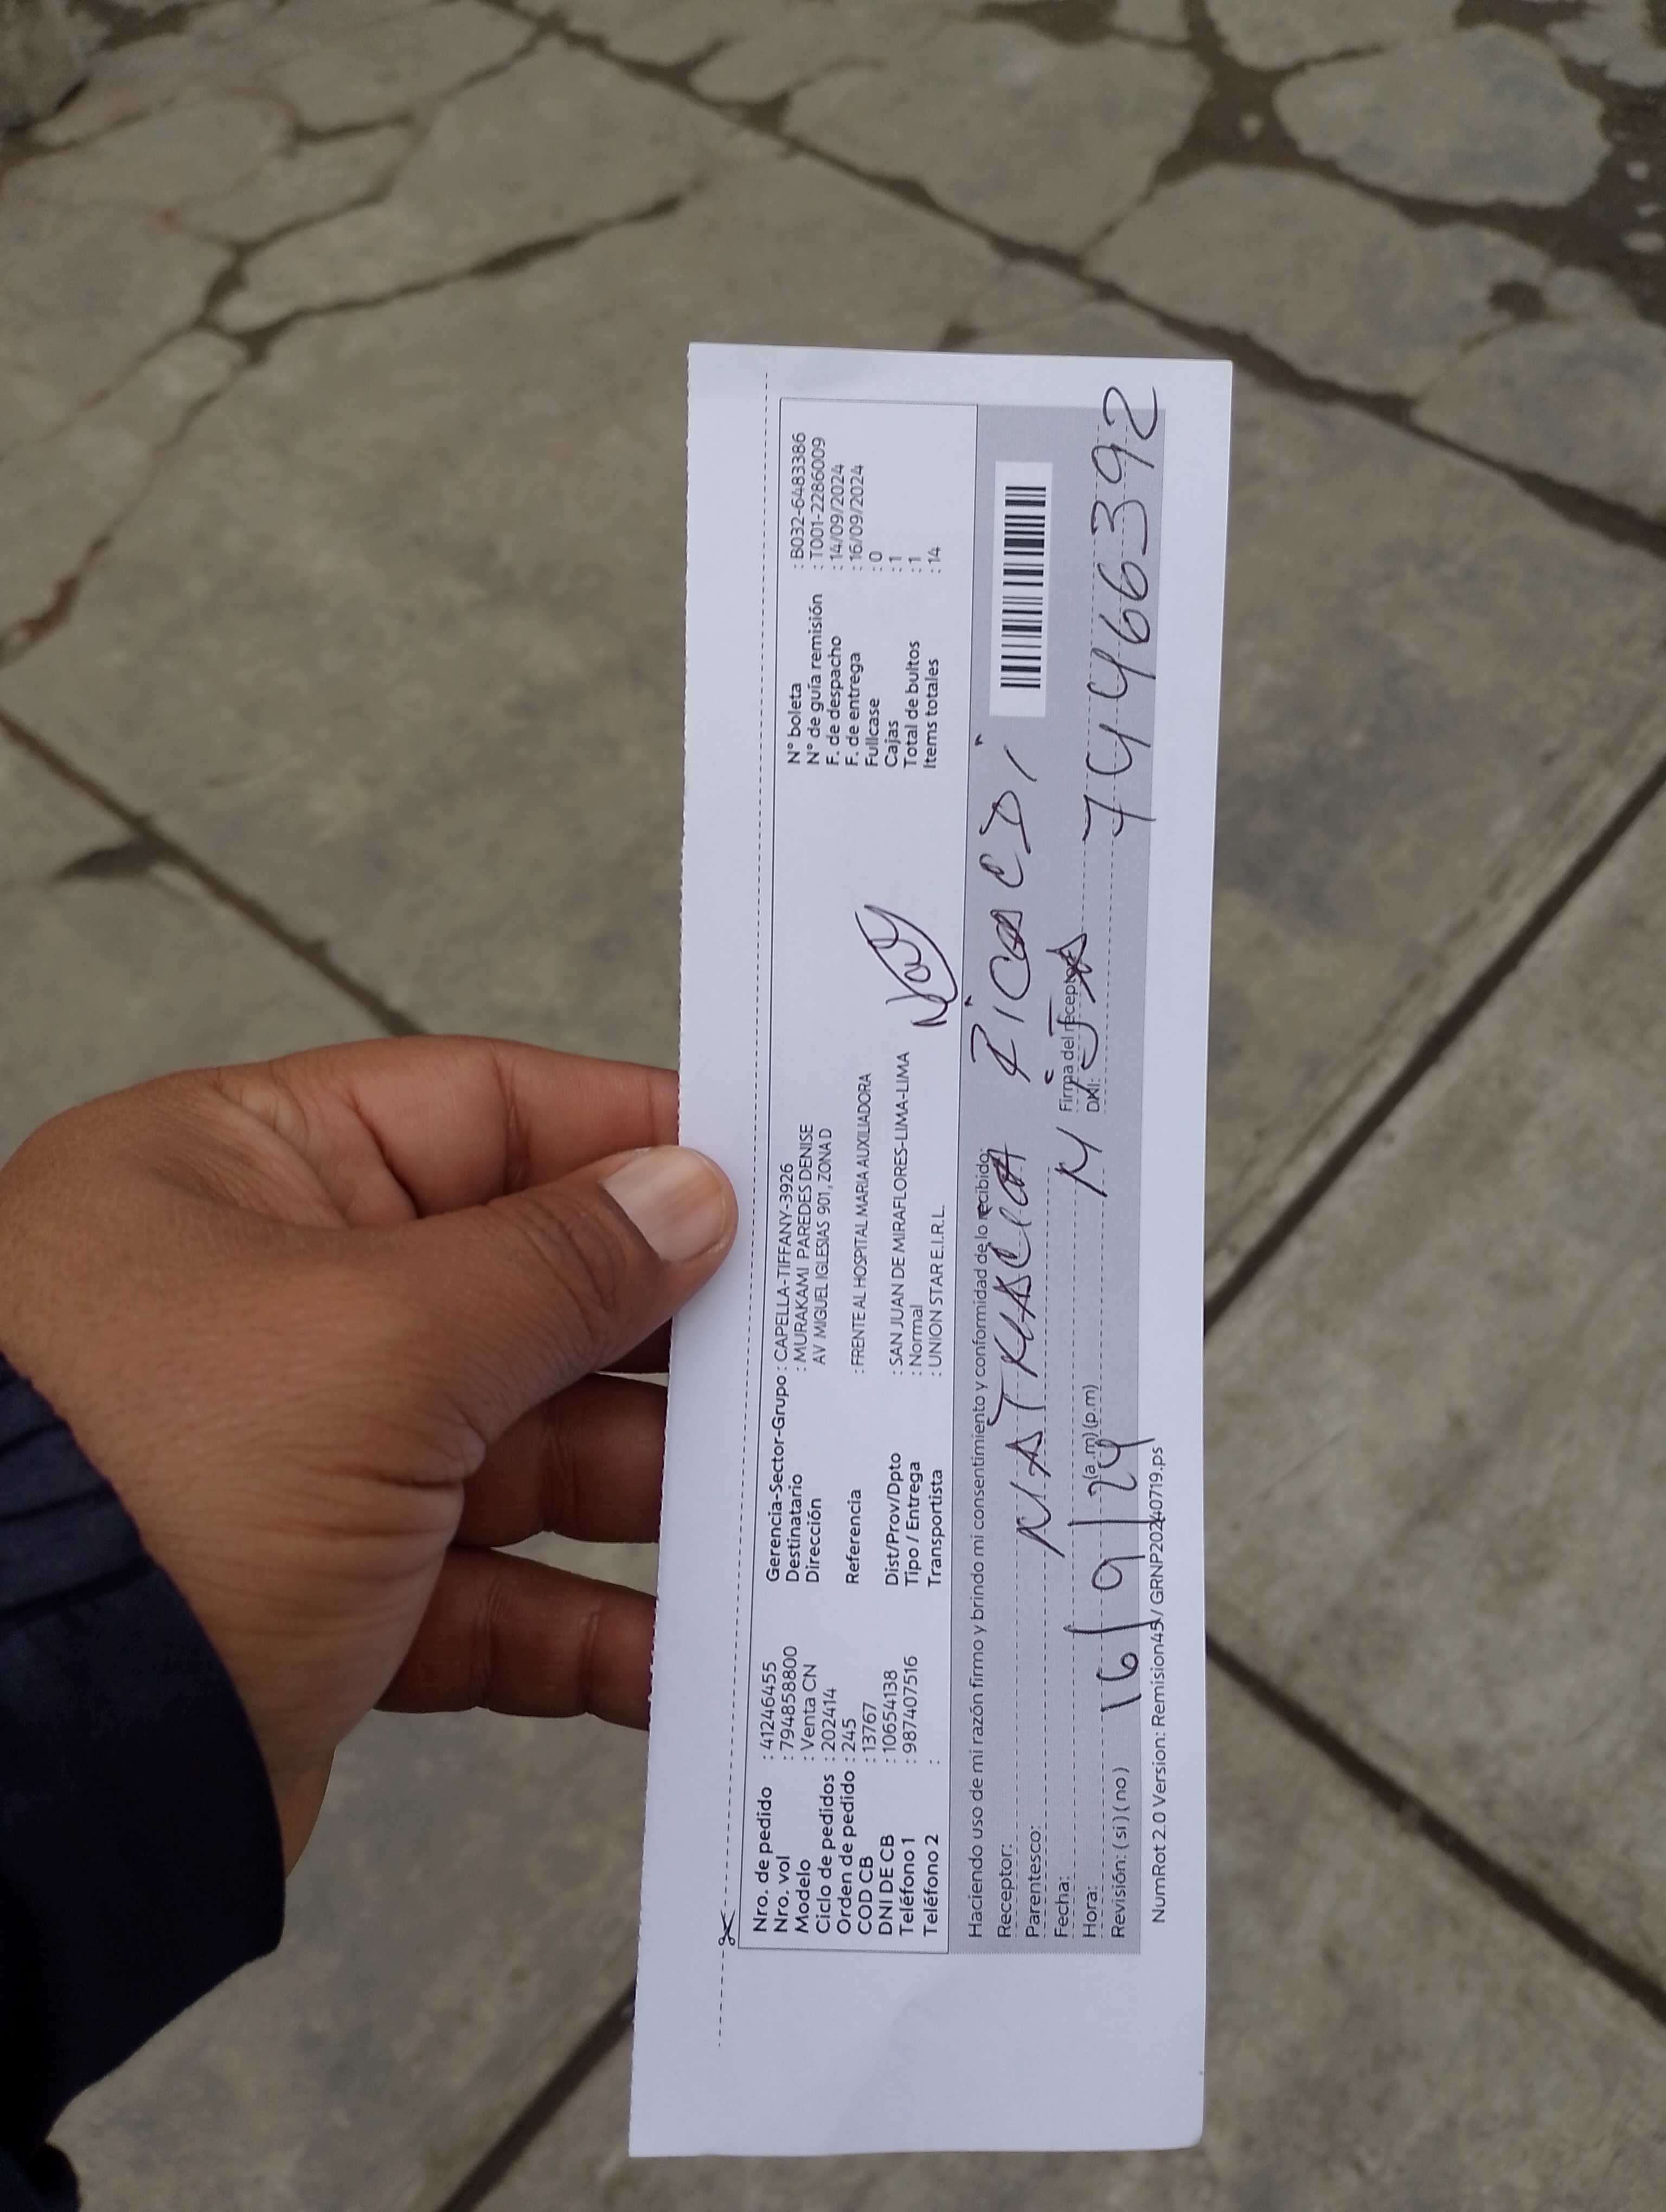 Nro. de pedido : 41246455
Nro. vol : 794858800
Modelo : Venta CN
Ciclo de pedidos : 202414
Orden de pedido : 245
COD CB : 13767
DNI DE CB : 10654138
Teléfono 1 : 987407516
Teléfono 2 :
Gerencia-Sector-Grupo : CAPELLA-TIFFANY-3926
Destinatario : MURAKAMI PAREDES DENISE
Dirección AV MIGUEL IGLESIAS 901, ZONA D
Referencia : FRENTE AL HOSPITAL MARIA AUXILIADORA
Dist/Prov/Dpto : SAN JUAN DE MIRAFLORES-LIMA-LIMA
Tipo / Entrega : Normal
Transportista : UNION STAR E.I.R.L.
N° boleta : B032-6483386
N° de guía remisión : T001-2286009
F. de despacho : 14/09/2024
F. de entrega : 16/09/2024
Fullcase : 0
Cajas : 1
Total de bultos : 1
Items totales : 14
Haciendo uso de mi razón firmo y brindo mi consentimiento y conformidad de lo recibido:
Receptor:
Parentesco:
Fecha: 16/9/24
Hora: (a.m) (p.m)
Revisión: ( si ) ( no )
Firma del receptor
DNI: 74466392
NumRot 2.0 Version: Remision45/ GRNP20240719.ps